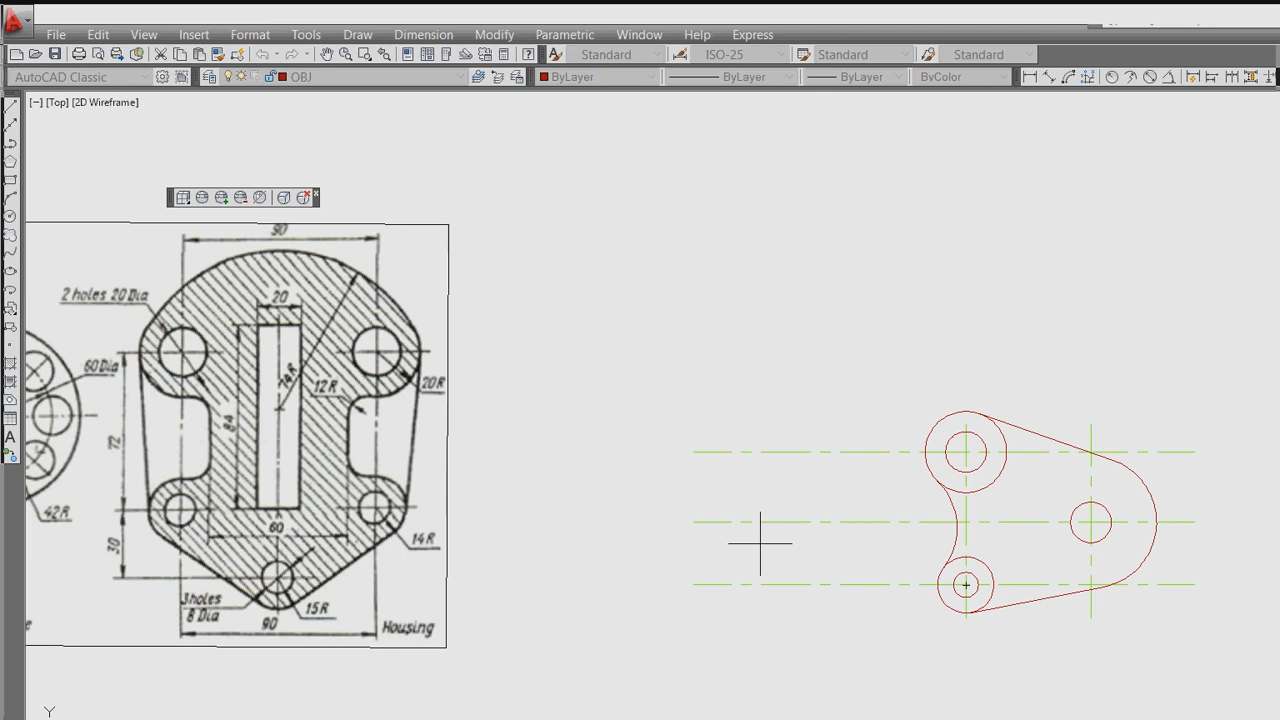 File Edit View Insert Format Tools Draw Dimension Modify Parametric Window Help Express
Standard ISO-25 Standard Standard
AutoCAD Classic OBJ ByLayer ByLayer ByLayer ByColor
[−] [Top] [2D Wireframe]
90
2 holes 20 Dia
20
60 Dia
74R
12R
20R
84
72
42R
60
14R
30
3 holes
8 Dia
15R
90
e
Housing
A
Y